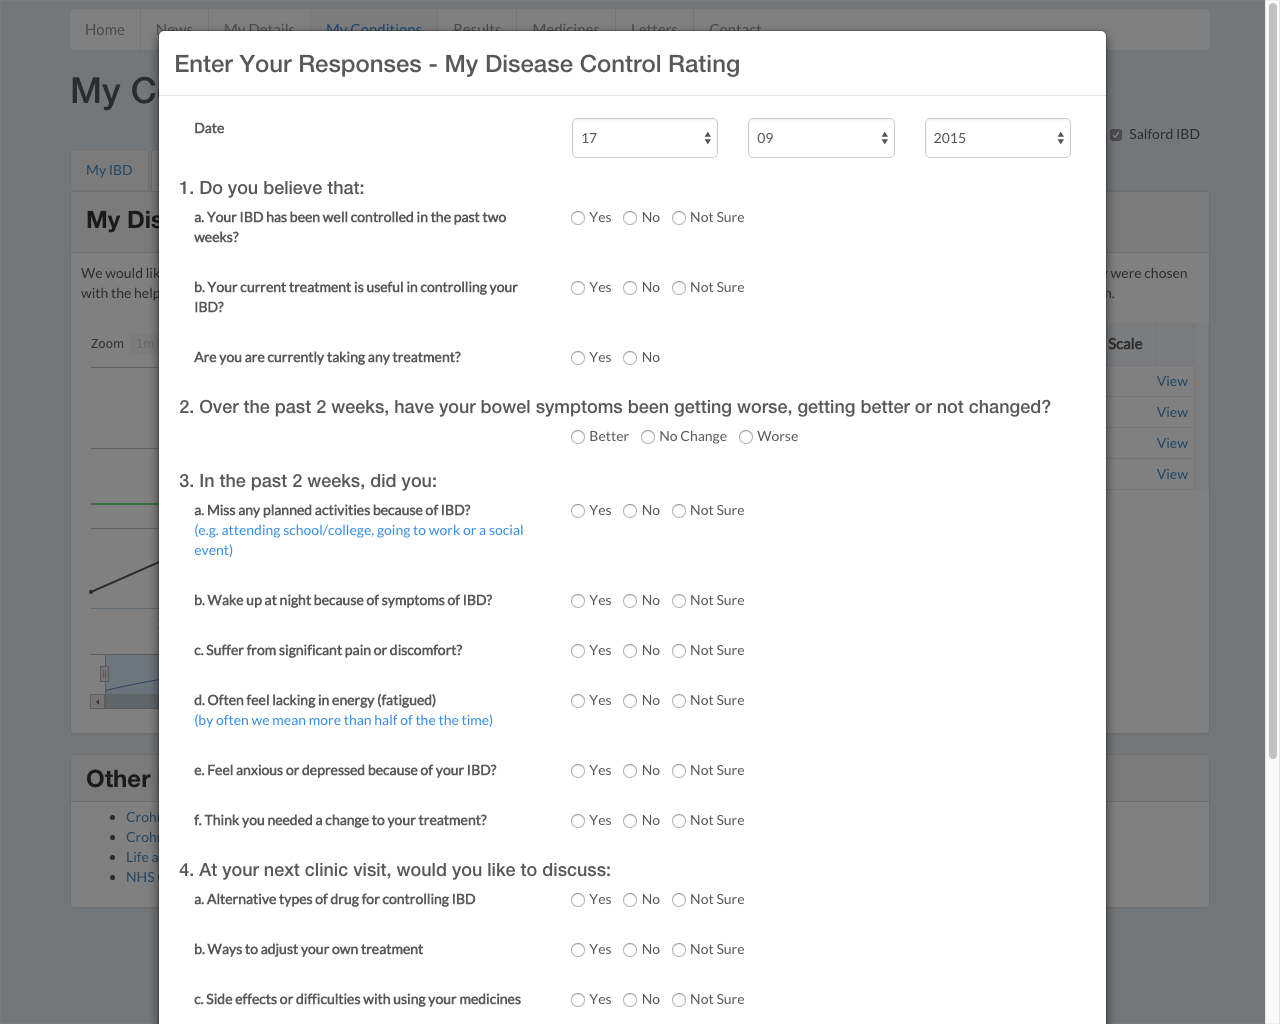 Home News My Details My Conditions Results Medicines Letters Contact
Enter Your Responses - My Disease Control Rating
My C
Date
17
09
2015
Salford IBD
My IBD
1. Do you believe that:
My Dis
a. Your IBD has been well controlled in the past two
weeks?
Yes No Not Sure
We would lik
were chosen
with the help
b. Your current treatment is useful in controlling your
IBD?
Yes No Not Sure
Zoom 1m
Scale
Are you are currently taking any treatment?
Yes No
View
View
View
View
2. Over the past 2 weeks, have your bowel symptoms been getting worse, getting better or not changed?
Better No Change Worse
3. In the past 2 weeks, did you:
a. Miss any planned activities because of IBD?
(e.g. attending school/college, going to work or a social
event)
Yes No Not Sure
b. Wake up at night because of symptoms of IBD?
Yes No Not Sure
c. Suffer from significant pain or discomfort?
Yes No Not Sure
d. Often feel lacking in energy (fatigued)
(by often we mean more than half of the the time)
Yes No Not Sure
e. Feel anxious or depressed because of your IBD?
Yes No Not Sure
Other
f. Think you needed a change to your treatment?
Yes No Not Sure
Crohn
Crohn
Life a
NHS
4. At your next clinic visit, would you like to discuss:
a. Alternative types of drug for controlling IBD
Yes No Not Sure
b. Ways to adjust your own treatment
Yes No Not Sure
c. Side effects or difficulties with using your medicines
Yes No Not Sure